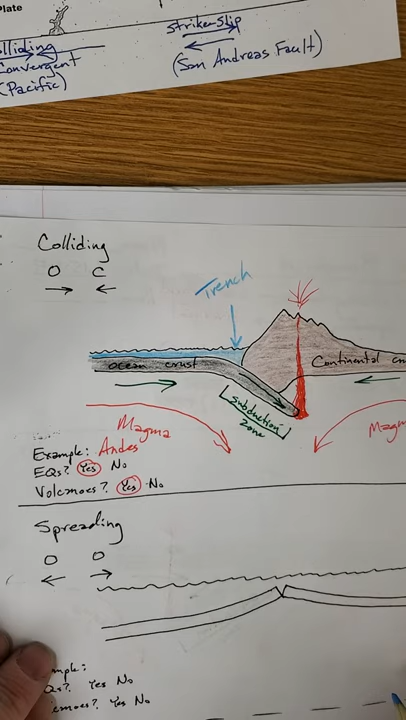 Plate
strike-slip
(San Andreas Fault)
Colliding
Convergent
(Pacific)
Colliding
O C
Trench
ocean crust
Continental
Subduction
Zone
Magma
Example: Andes
EQs? Yes No
Volcanoes? Yes No
Spreading
O O
Yes No
Yes No